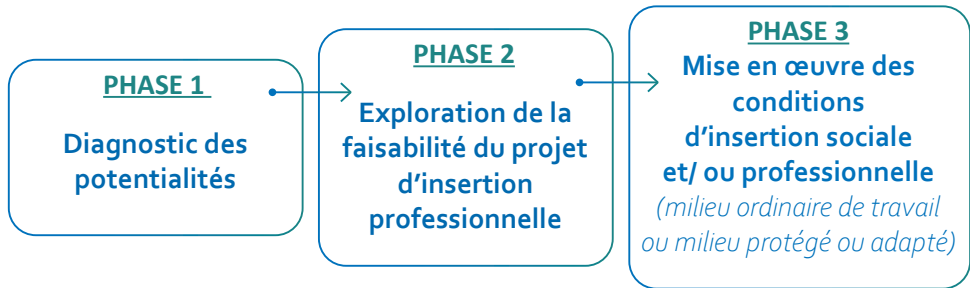 PHASE 1
Diagnostic des
potentialités
PHASE 2
Exploration de la
faisabilité du projet
d'insertion
professionnelle
PHASE 3
Mise en œuvre des
conditions
d'insertion sociale
et/ ou professionnelle
(milieu ordinaire de travail
ou milieu protégé ou adapté)